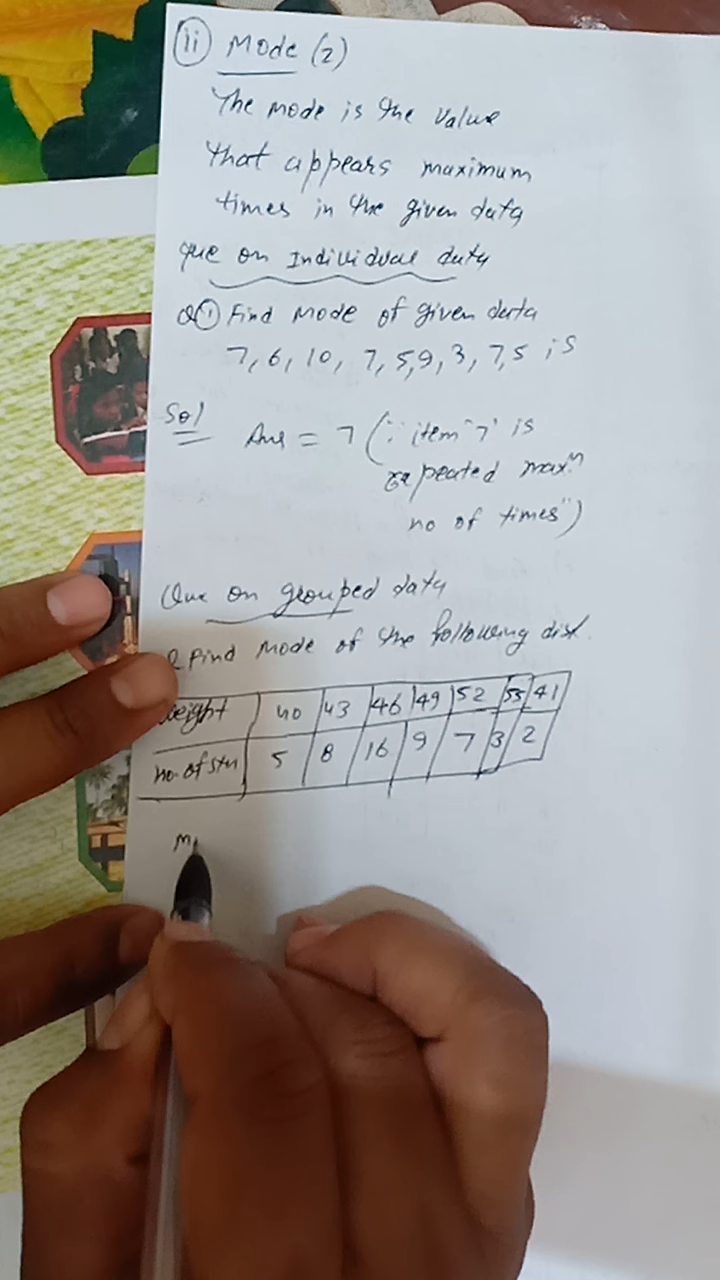 (ii) Mode (2)
The mode is the value
that appears maximum
times in the given data
que on Individual data
Q(1) Find Mode of given data
7, 6, 10, 7, 5, 9, 3, 7, 5 is
Sol
Ans = 7 (∵ item "7" is
repeated max^m
no of times")
Que on grouped data
Q Find Mode of the following dist.
weight 40 43 46 49 52 55 41
no. of stu 5 8 16 9 7 3 2
M